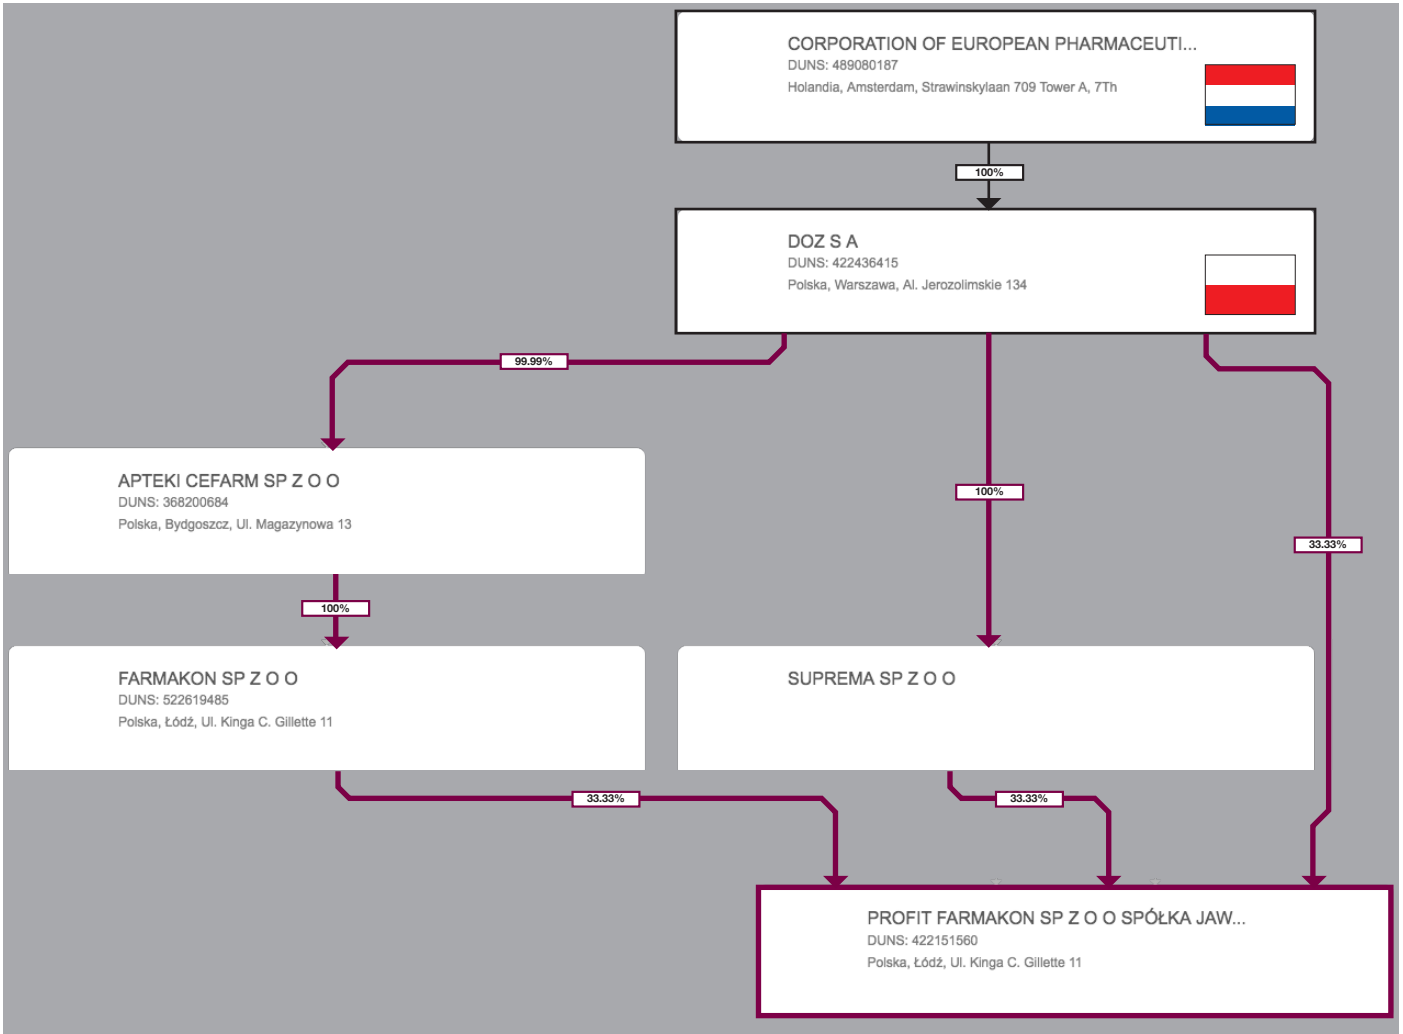 CORPORATION OF EUROPEAN PHARMACEUTI...
DUNS: 489080187
Holandia, Amsterdam, Strawinskylaan 709 Tower A, 7Th
100%
DOZ S A
DUNS: 422436415
Polska, Warszawa, Al. Jerozolimskie 134
99.99%
APTEKI CEFARM SP Z O O
DUNS: 368200684
Polska, Bydgoszcz, Ul. Magazynowa 13
100%
33.33%
100%
FARMAKON SP Z O O
DUNS: 522619485
Polska, Łódź, Ul. Kinga C. Gillette 11
SUPREMA SP Z O O
33.33%
33.33%
PROFIT FARMAKON SP Z O O SPÓŁKA JAW...
DUNS: 422151560
Polska, Łódź, Ul. Kinga C. Gillette 11